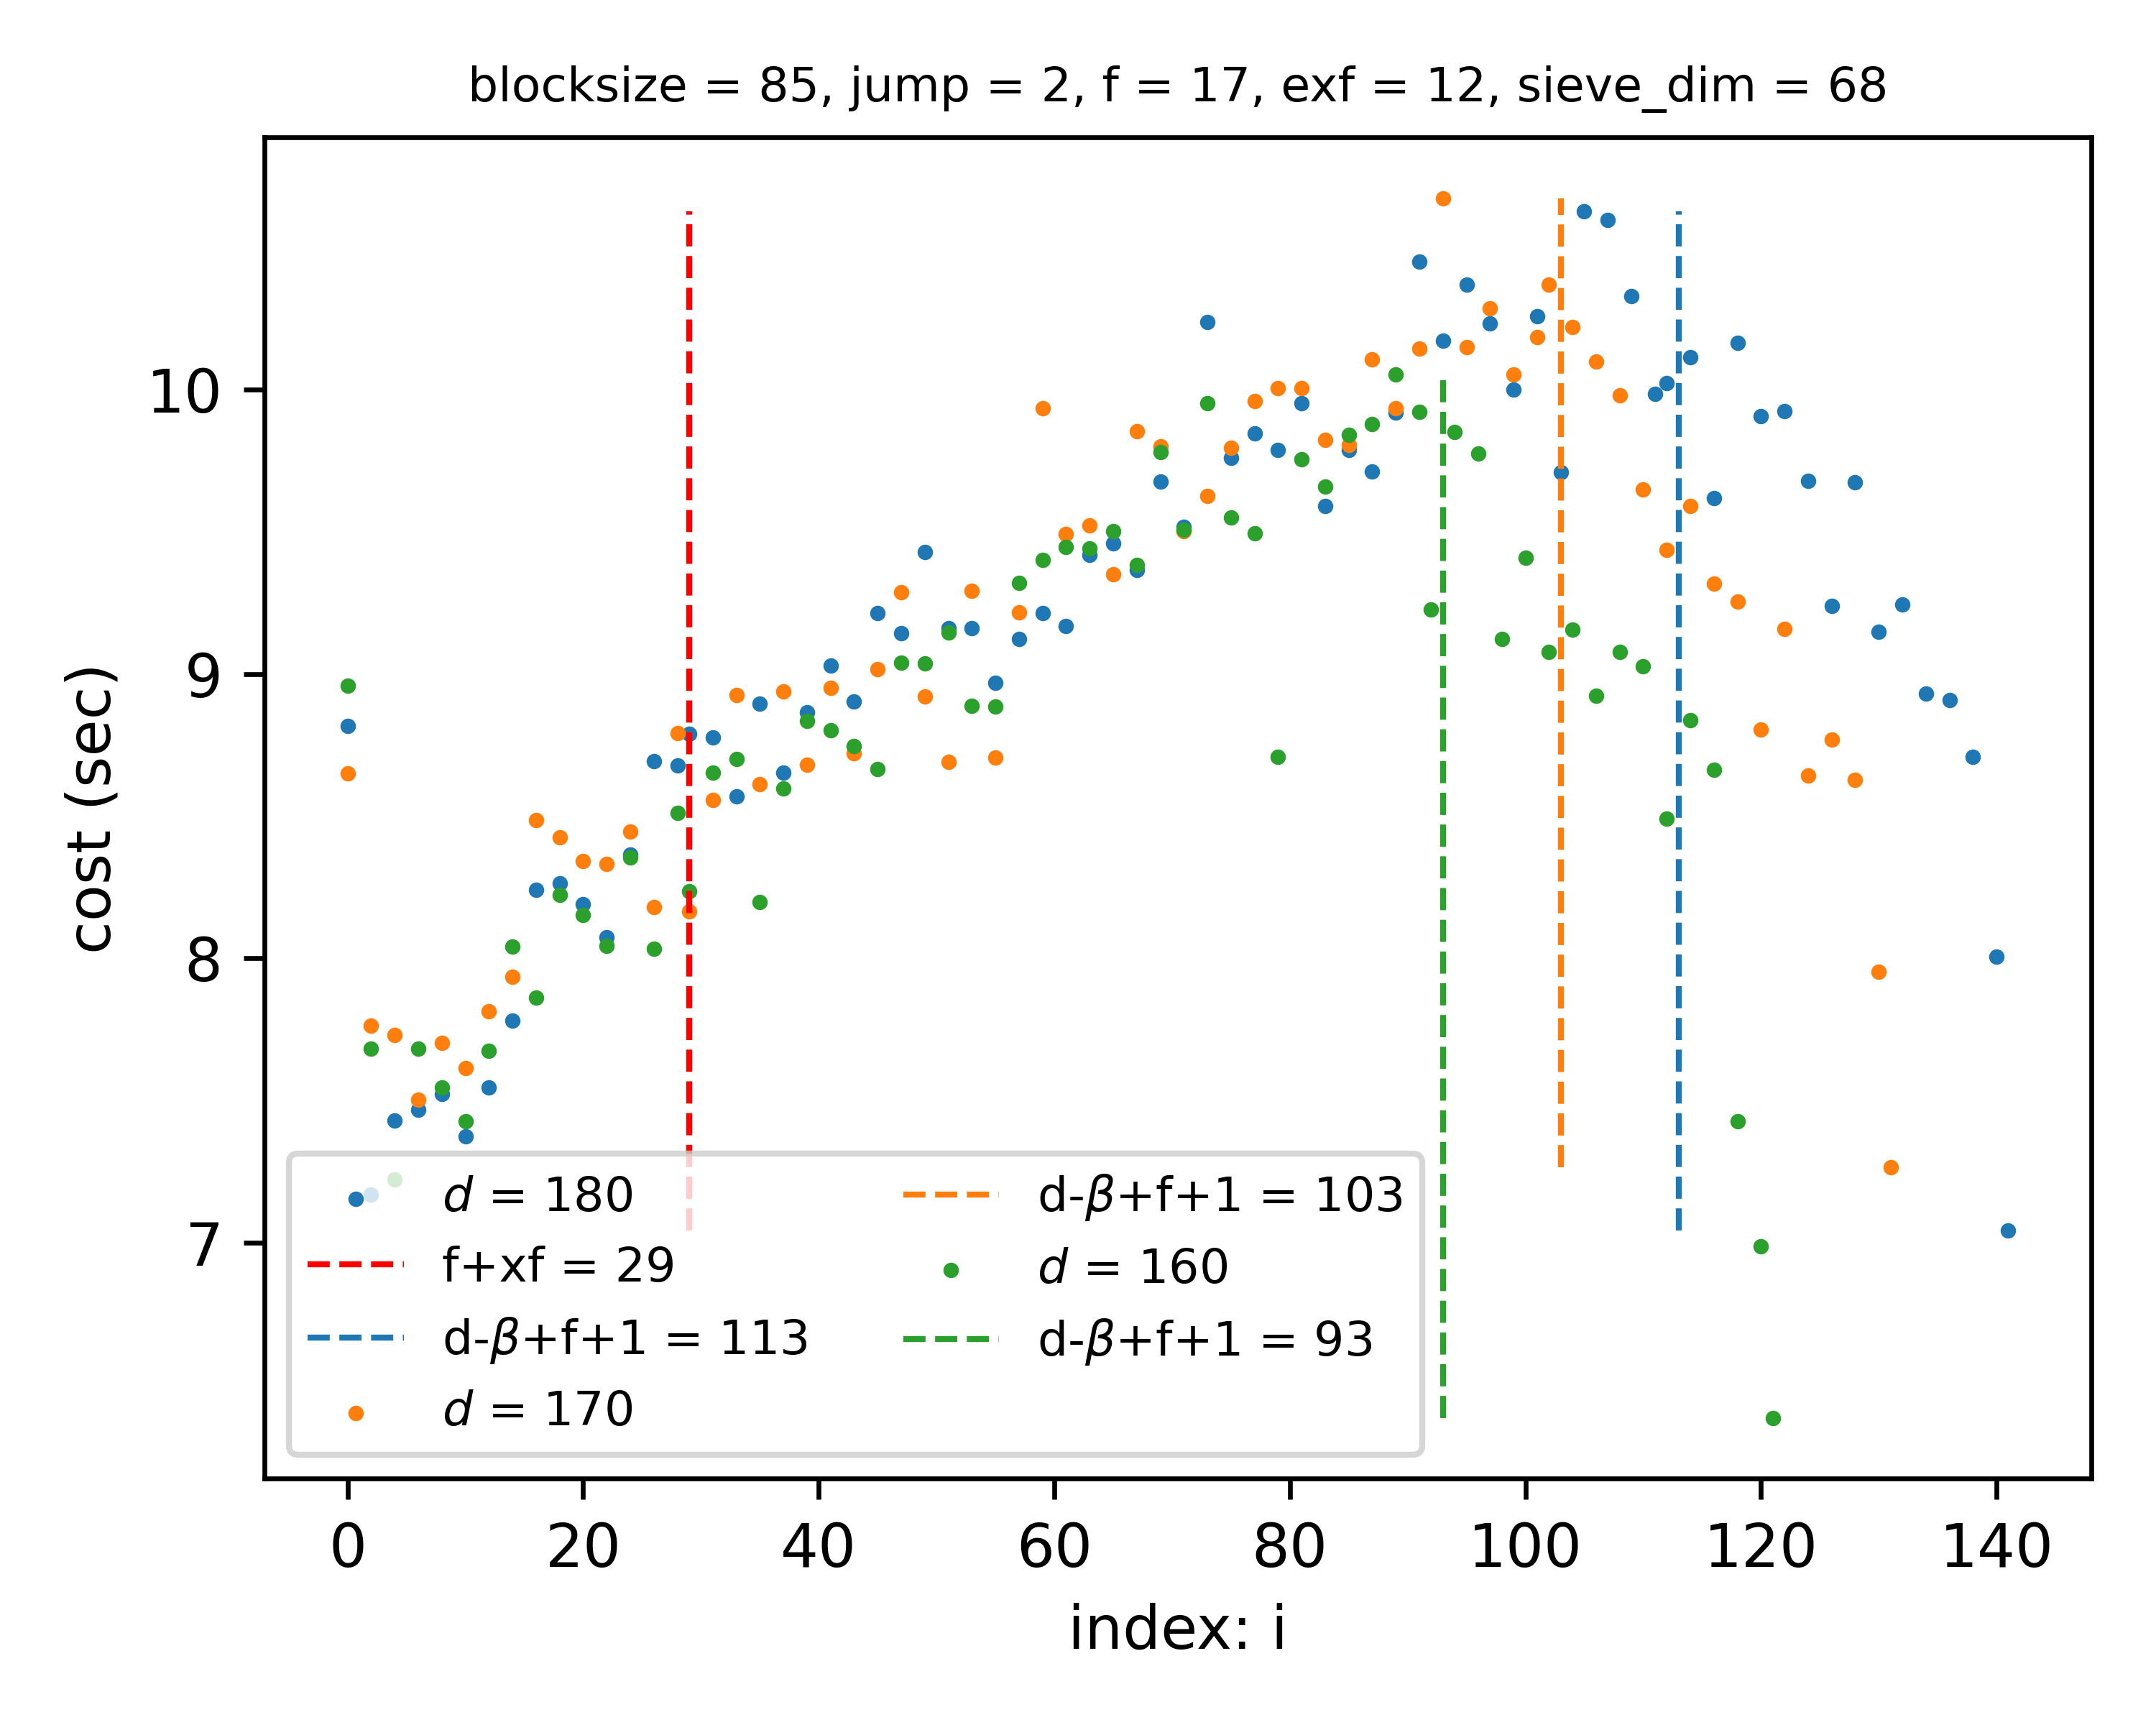 blocksize = 85, jump = 2, f = 17, exf = 12, sieve_dim = 68
cost (sec)
10
9
8
7
d = 180
f+xf = 29
d-β+f+1 = 113
d = 170
d-β+f+1 = 103
d = 160
d-β+f+1 = 93
0 20 40 60 80 100 120 140
index: i